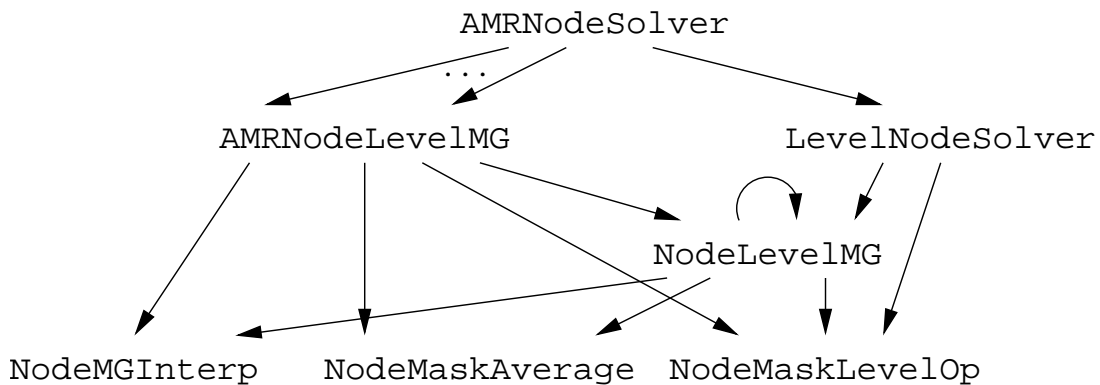 AMRNodeSolver
...
AMRNodeLevelMG LevelNodeSolver
NodeLevelMG
NodeMGInterp NodeMaskAverage NodeMaskLevelOp